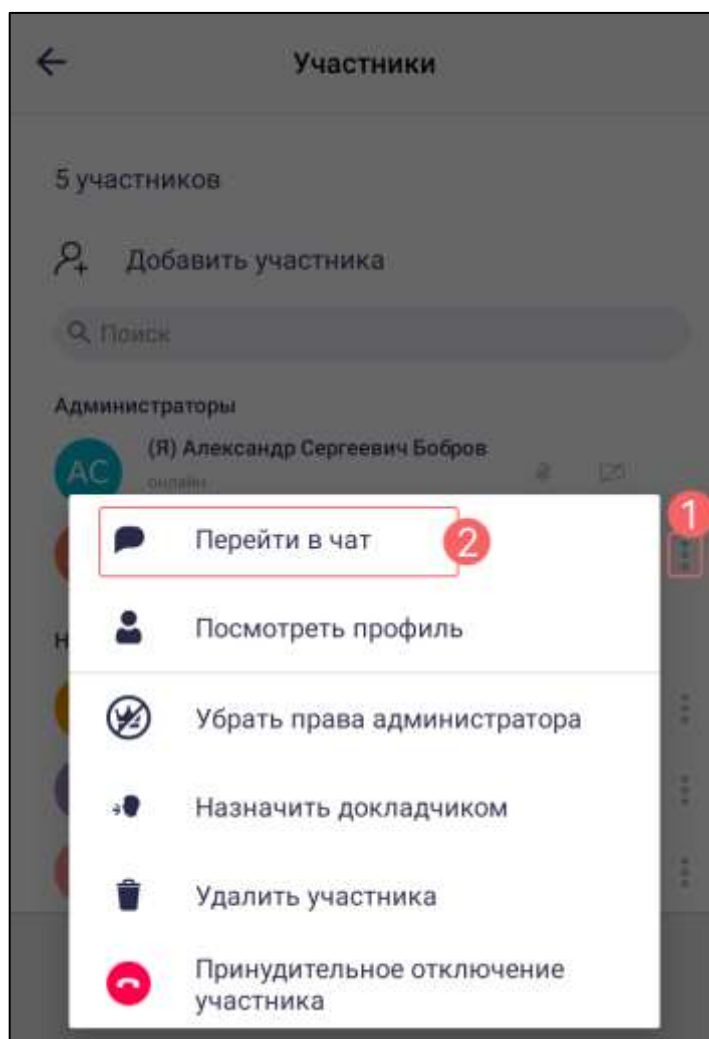 Участники
5 участников
Добавить участника
Поиск
Администраторы
(Я) Александр Сергеевич Бобров
АС
онлайн
1
Перейти в чат
2
Посмотреть профиль
Н
Убрать права администратора
Назначить докладчиком
Удалить участника
Принудительное отключение
участника